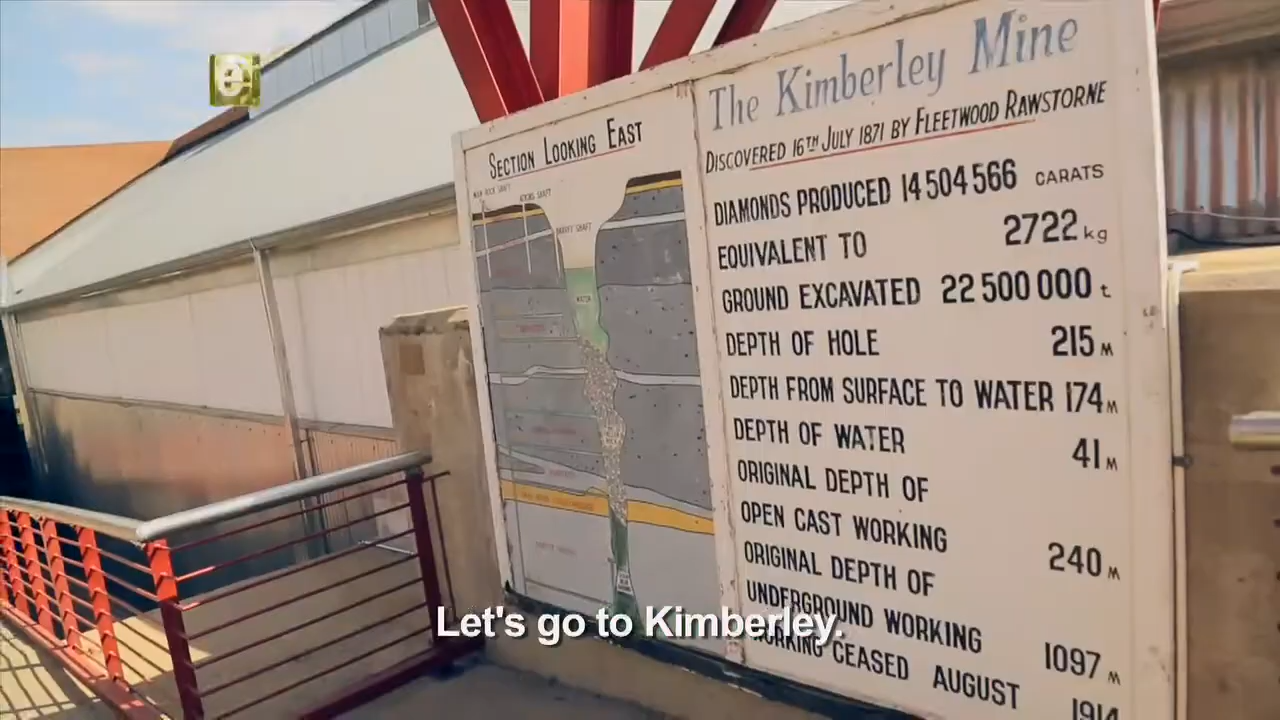 e
SECTION LOOKING EAST
WATER
The Kimberley Mine
DISCOVERED 16TH JULY 1871 BY FLEETWOOD RAWSTORNE
DIAMONDS PRODUCED 14 504 566 CARATS
EQUIVALENT TO 2722 kg
GROUND EXCAVATED 22 500 000 t
DEPTH OF HOLE 215 M
DEPTH FROM SURFACE TO WATER 174 M
DEPTH OF WATER 41 M
ORIGINAL DEPTH OF
OPEN CAST WORKING 240 M
ORIGINAL DEPTH OF
UNDERGROUND WORKING 1097 M
WORKING CEASED AUGUST 1914
Let's go to Kimberley.